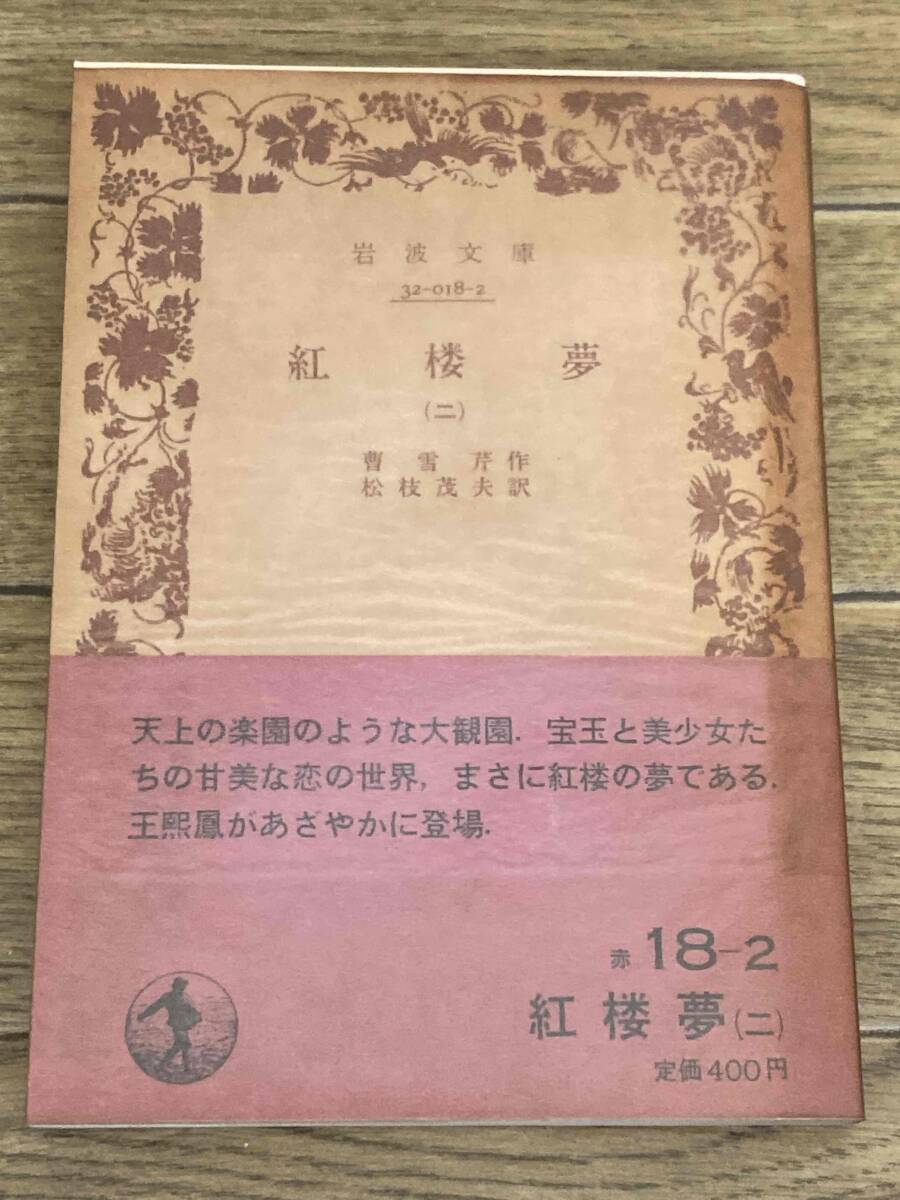 岩波文庫
32-018-2
紅楼夢
(二)
曹雪芹作
松枝茂夫訳
天上の楽園のような大観園．宝玉と美少女た
ちの甘美な恋の世界，まさに紅楼の夢である．
王熙鳳があざやかに登場．
赤 18-2
紅楼夢(二)
定価400円